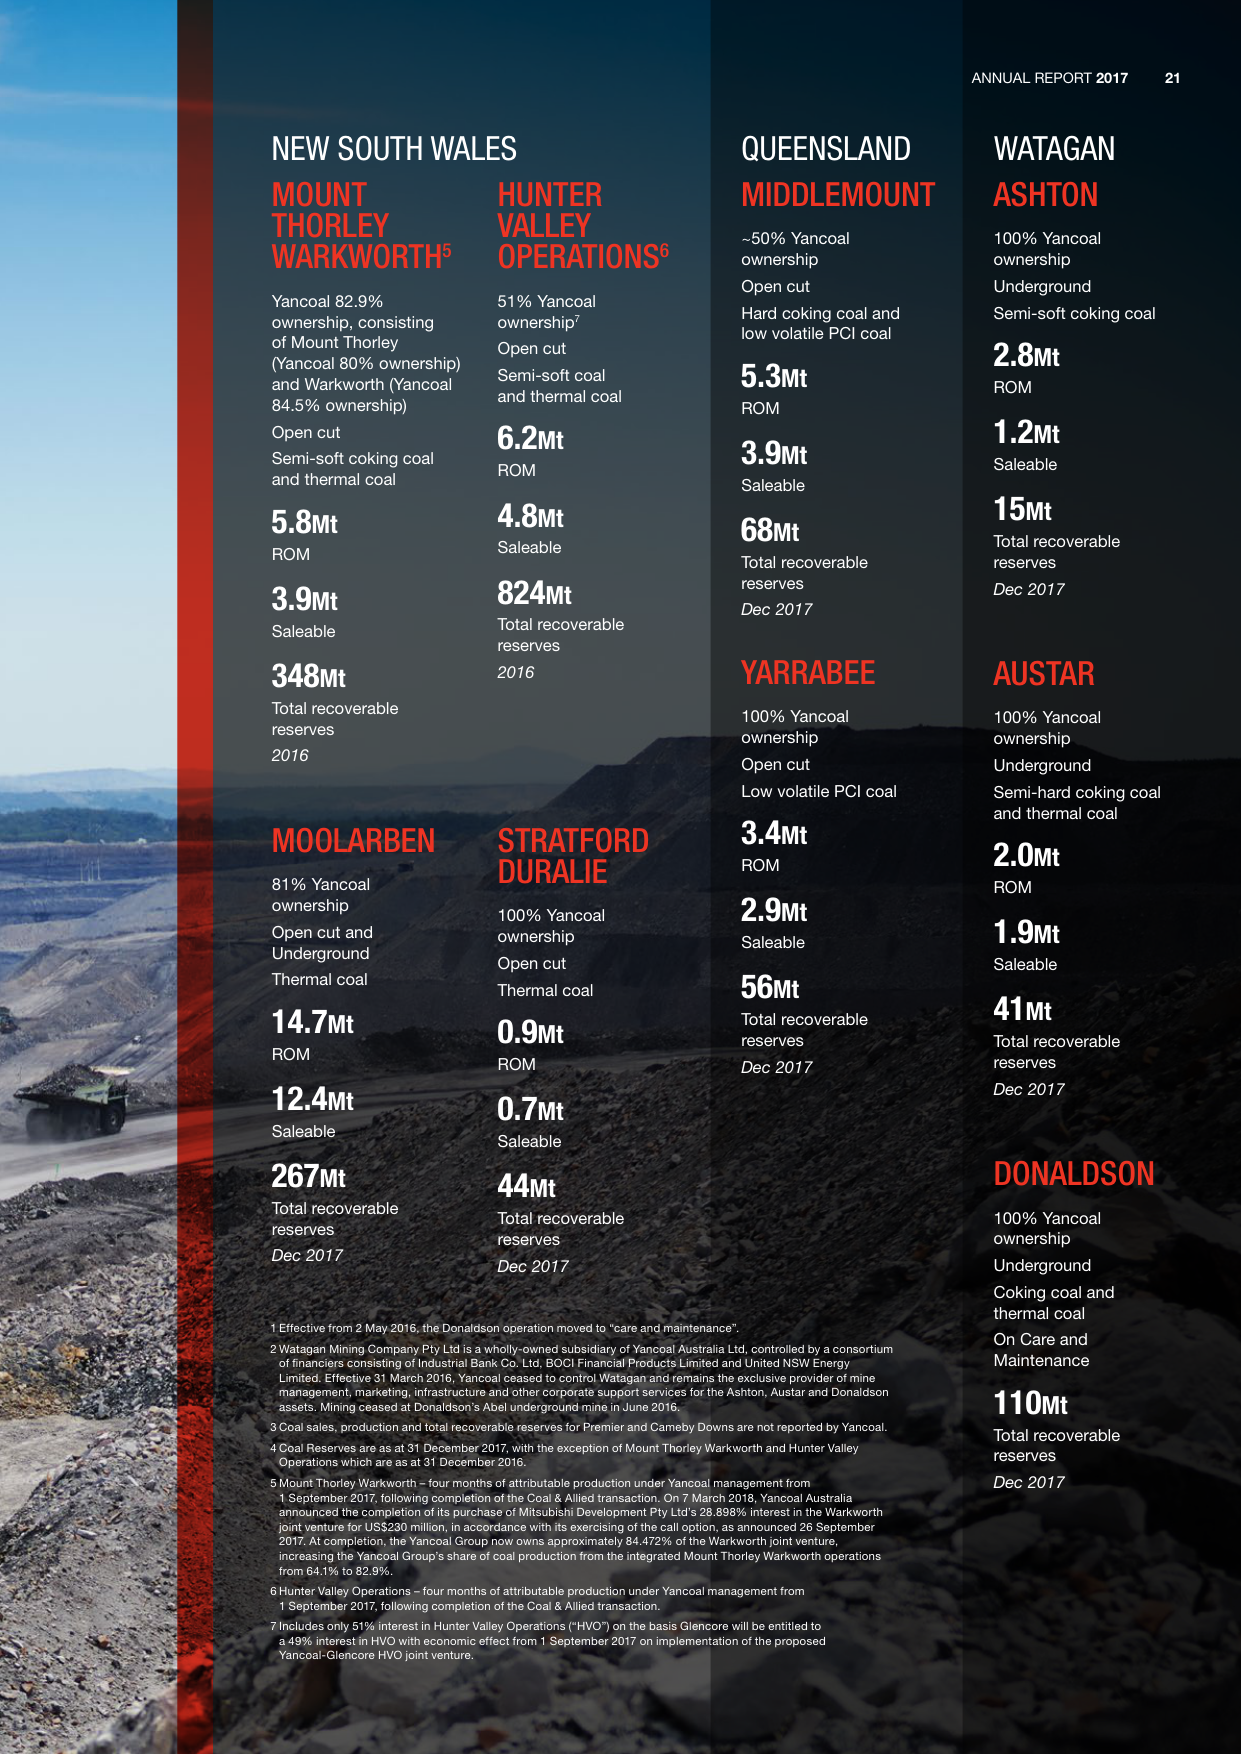 ANNUAL REPORT 2017 21
NEW SOUTH WALES
MOUNT
THORLEY
WARKWORTH5
Yancoal 82.9%
ownership, consisting
of Mount Thorley
(Yancoal 80% ownership)
and Warkworth (Yancoal
84.5% ownership)
Open cut
Semi-soft coking coal
and thermal coal
5.8Mt
ROM
3.9Mt
Saleable
348Mt
Total recoverable
reserves
2016
HUNTER
VALLEY
OPERATIONS6
51% Yancoal
ownership7
Open cut
Semi-soft coal
and thermal coal
6.2Mt
ROM
4.8Mt
Saleable
824Mt
Total recoverable
reserves
2016
MOOLARBEN
81% Yancoal
ownership
Open cut and
Underground
Thermal coal
14.7Mt
ROM
12.4Mt
Saleable
267Mt
Total recoverable
reserves
Dec 2017
STRATFORD
DURALIE
100% Yancoal
ownership
Open cut
Thermal coal
0.9Mt
ROM
0.7Mt
Saleable
44Mt
Total recoverable
reserves
Dec 2017
QUEENSLAND
MIDDLEMOUNT
~50% Yancoal
ownership
Open cut
Hard coking coal and
low volatile PCI coal
5.3Mt
ROM
3.9Mt
Saleable
68Mt
Total recoverable
reserves
Dec 2017
YARRABEE
100% Yancoal
ownership
Open cut
Low volatile PCI coal
3.4Mt
ROM
2.9Mt
Saleable
56Mt
Total recoverable
reserves
Dec 2017
WATAGAN
ASHTON
100% Yancoal
ownership
Underground
Semi-soft coking coal
2.8Mt
ROM
1.2Mt
Saleable
15Mt
Total recoverable
reserves
Dec 2017
AUSTAR
100% Yancoal
ownership
Underground
Semi-hard coking coal
and thermal coal
2.0Mt
ROM
1.9Mt
Saleable
41Mt
Total recoverable
reserves
Dec 2017
DONALDSON
100% Yancoal
ownership
Underground
Coking coal and
thermal coal
On Care and
Maintenance
110Mt
Total recoverable
reserves
Dec 2017
1 Effective from 2 May 2016, the Donaldson operation moved to “care and maintenance”.
2 Watagan Mining Company Pty Ltd is a wholly-owned subsidiary of Yancoal Australia Ltd, controlled by a consortium
of financiers consisting of Industrial Bank Co. Ltd, BOCI Financial Products Limited and United NSW Energy
Limited. Effective 31 March 2016, Yancoal ceased to control Watagan and remains the exclusive provider of mine
management, marketing, infrastructure and other corporate support services for the Ashton, Austar and Donaldson
assets. Mining ceased at Donaldson’s Abel underground mine in June 2016.
3 Coal sales, production and total recoverable reserves for Premier and Cameby Downs are not reported by Yancoal.
4 Coal Reserves are as at 31 December 2017, with the exception of Mount Thorley Warkworth and Hunter Valley
Operations which are as at 31 December 2016.
5 Mount Thorley Warkworth – four months of attributable production under Yancoal management from
1 September 2017, following completion of the Coal & Allied transaction. On 7 March 2018, Yancoal Australia
announced the completion of its purchase of Mitsubishi Development Pty Ltd’s 28.898% interest in the Warkworth
joint venture for US$230 million, in accordance with its exercising of the call option, as announced 26 September
2017. At completion, the Yancoal Group now owns approximately 84.472% of the Warkworth joint venture,
increasing the Yancoal Group’s share of coal production from the integrated Mount Thorley Warkworth operations
from 64.1% to 82.9%.
6 Hunter Valley Operations – four months of attributable production under Yancoal management from
1 September 2017, following completion of the Coal & Allied transaction.
7 Includes only 51% interest in Hunter Valley Operations (“HVO”) on the basis Glencore will be entitled to
a 49% interest in HVO with economic effect from 1 September 2017 on implementation of the proposed
Yancoal-Glencore HVO joint venture.